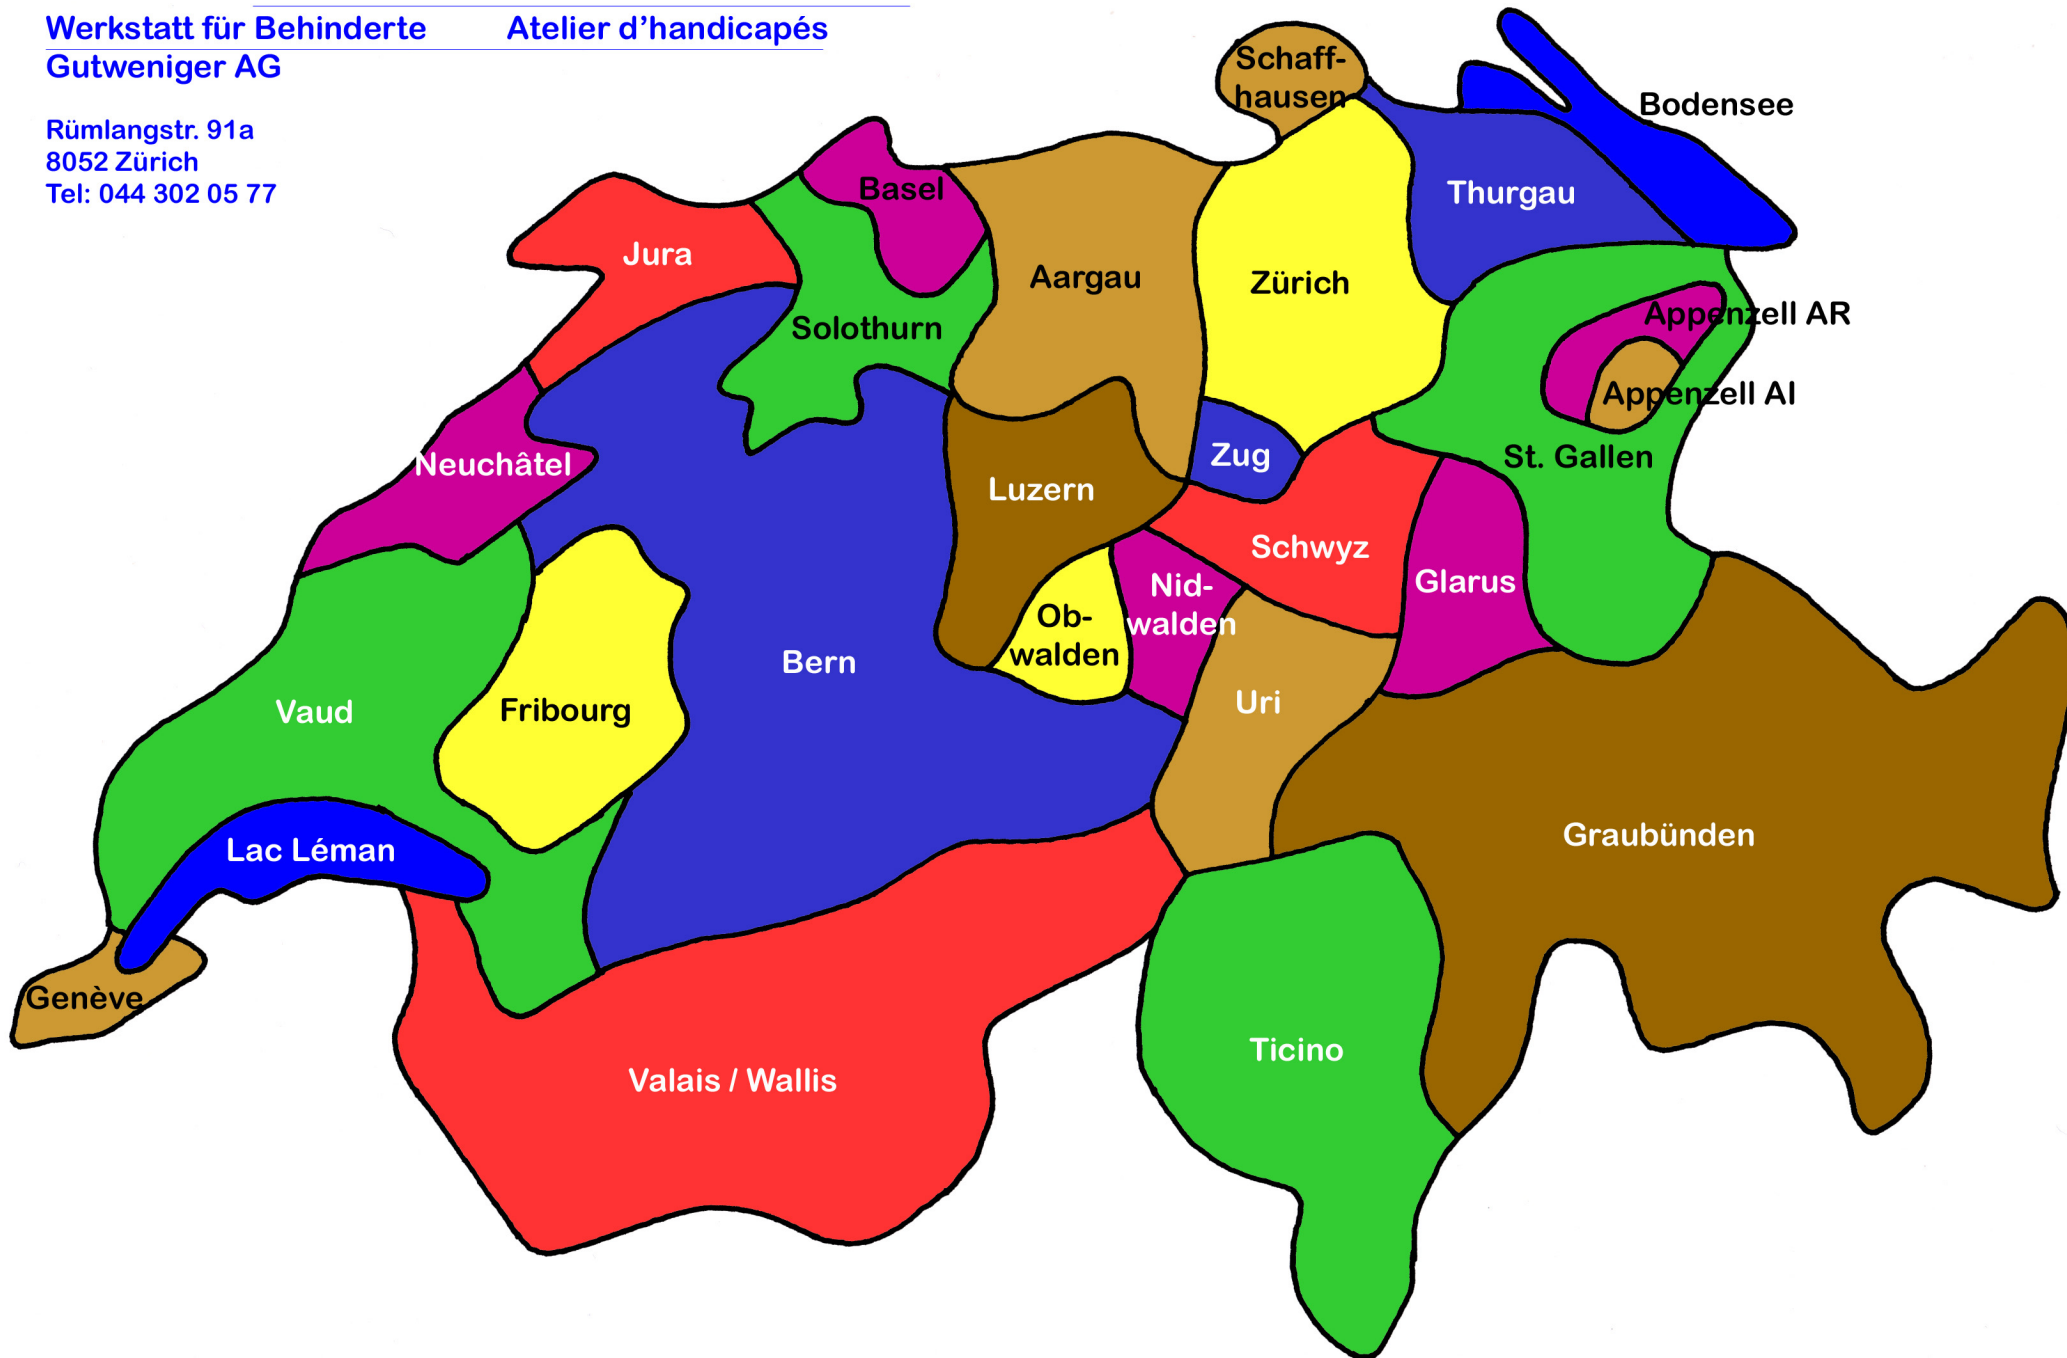 Werkstatt für Behinderte Atelier d’handicapés
Gutweniger AG
Rümlangstr. 91a
8052 Zürich
Tel: 044 302 05 77
Schaff-
hausen
Bodensee
Basel
Thurgau
Jura
Aargau
Zürich
Solothurn
Appenzell AR
Appenzell AI
Neuchâtel
Zug
St. Gallen
Luzern
Schwyz
Glarus
Nid-
walden
Ob-
walden
Bern
Uri
Vaud
Fribourg
Graubünden
Lac Léman
Genève
Ticino
Valais / Wallis